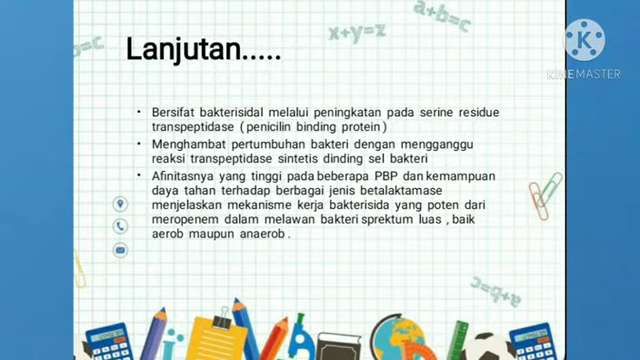 Lanjutan.....
• Bersifat bakterisidal melalui peningkatan pada serine residue
transpeptidase ( penicilin binding protein )
• Menghambat pertumbuhan bakteri dengan mengganggu
reaksi transpeptidase sintetis dinding sel bakteri
• Afinitasnya yang tinggi pada beberapa PBP dan kemampuan
daya tahan terhadap berbagai jenis betalaktamase
menjelaskan mekanisme kerja bakterisida yang poten dari
meropenem dalam melawan bakteri sprektum luas , baik
aerob maupun anaerob .
b=c
x+y=z
a+b=c
K
KINEMASTER
a+b=c